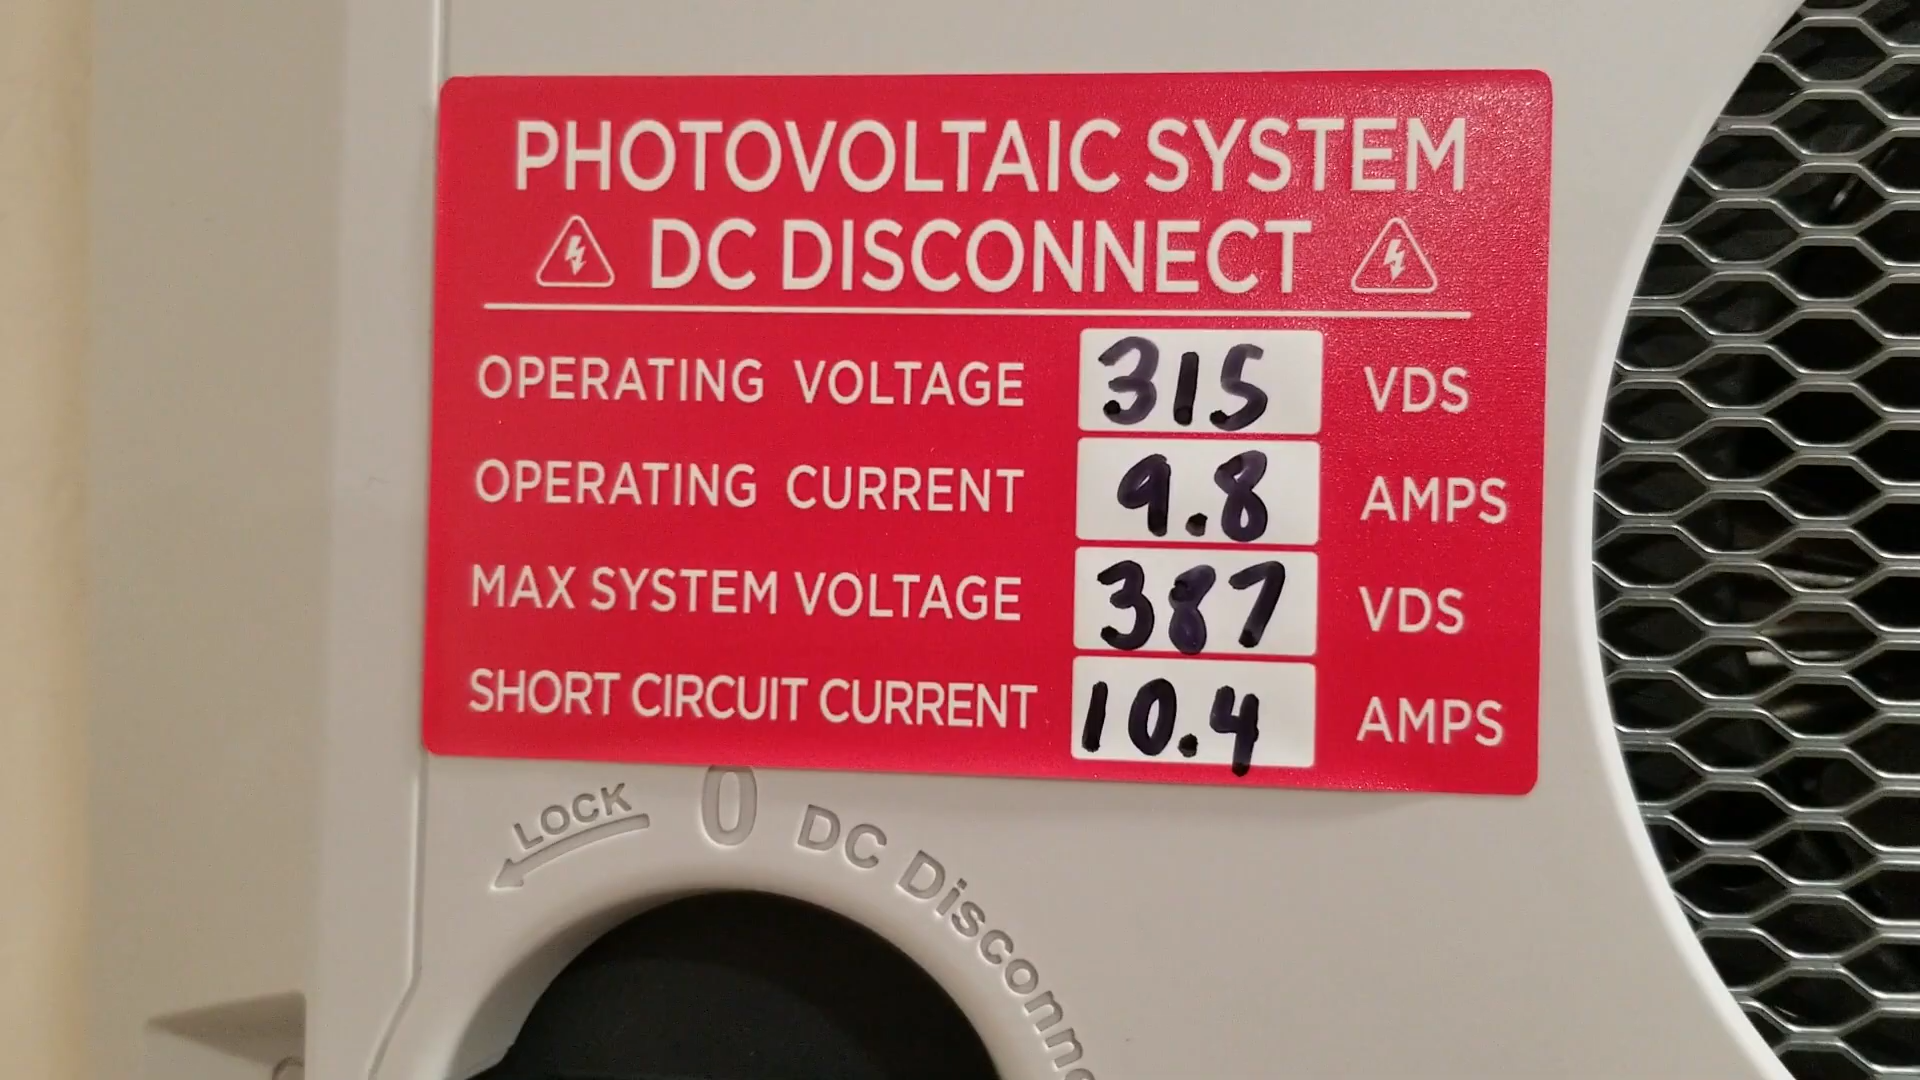 PHOTOVOLTAIC SYSTEM
DC DISCONNECT
OPERATING VOLTAGE 315 VDS
OPERATING CURRENT 9.8 AMPS
MAX SYSTEM VOLTAGE 387 VDS
SHORT CIRCUIT CURRENT 10.4 AMPS
LOCK 0 DC